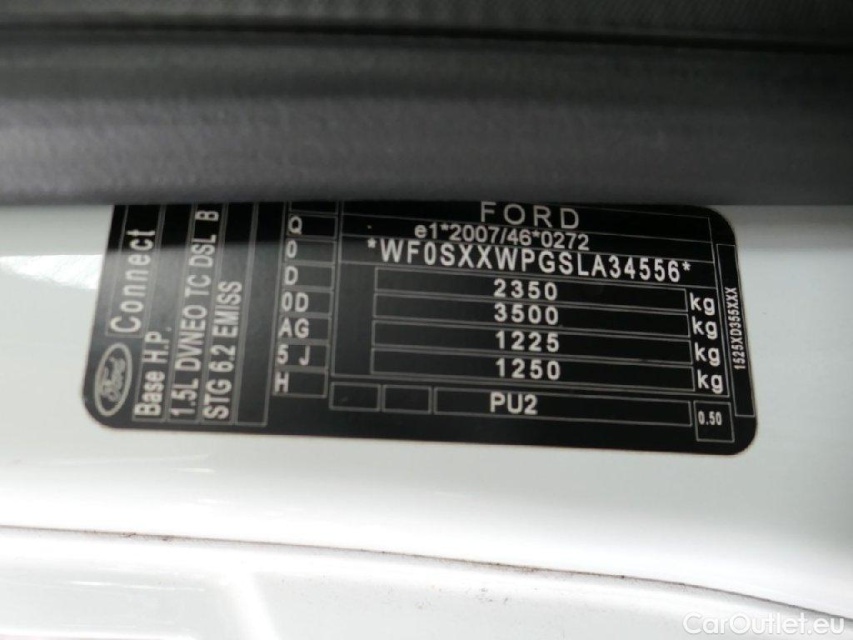 FORD
e1*2007/46*0272
*WF0SXXWPGSLA34556*
2350 kg
3500 kg
1225 kg
1250 kg
PU2
0.50
1525XD355XXX
Q
0
D
0D
AG
5 J
H
Ford
Connect
Base H.P.
1.5L DVNEO TC DSL B
STG 6.2 EMISS
CarOutlet.eu